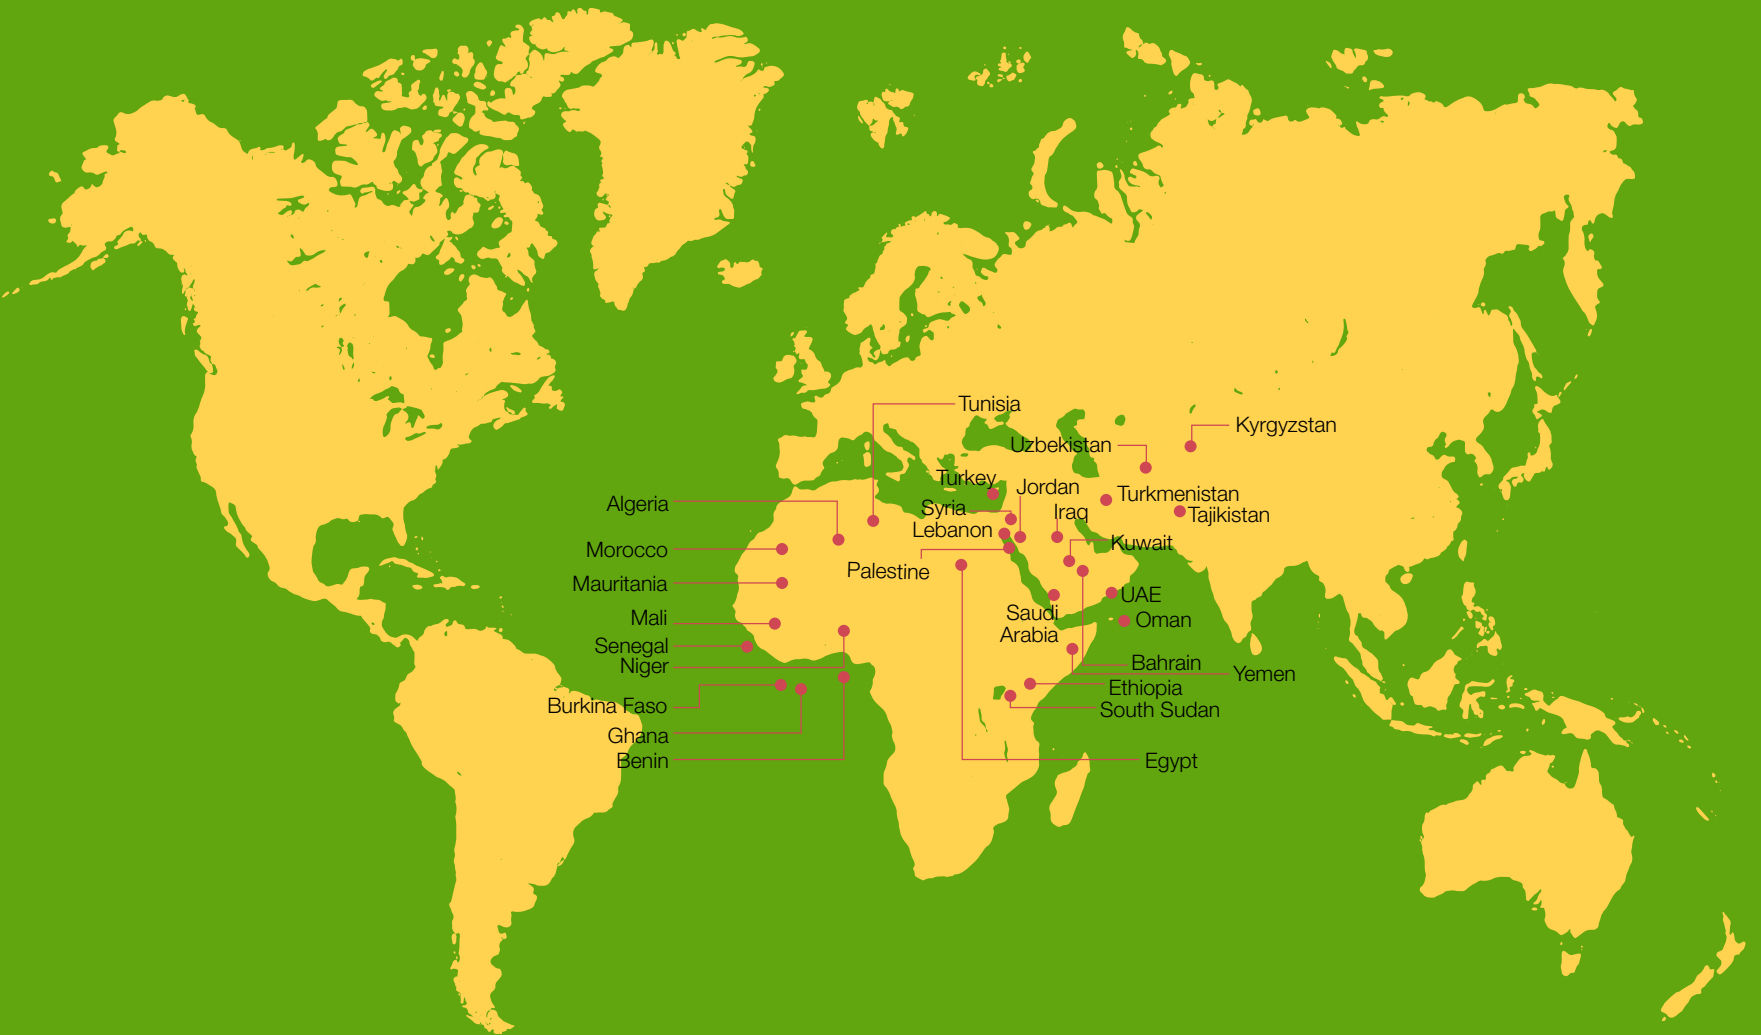 Tunisia
Kyrgyzstan
Uzbekistan
Turkey
Jordan
Turkmenistan
Algeria
Syria
Iraq
Tajikistan
Lebanon
Morocco
Kuwait
Palestine
Mauritania
UAE
Saudi
Arabia
Mali
Oman
Senegal
Niger
Bahrain
Yemen
Ethiopia
Burkina Faso
South Sudan
Ghana
Benin
Egypt